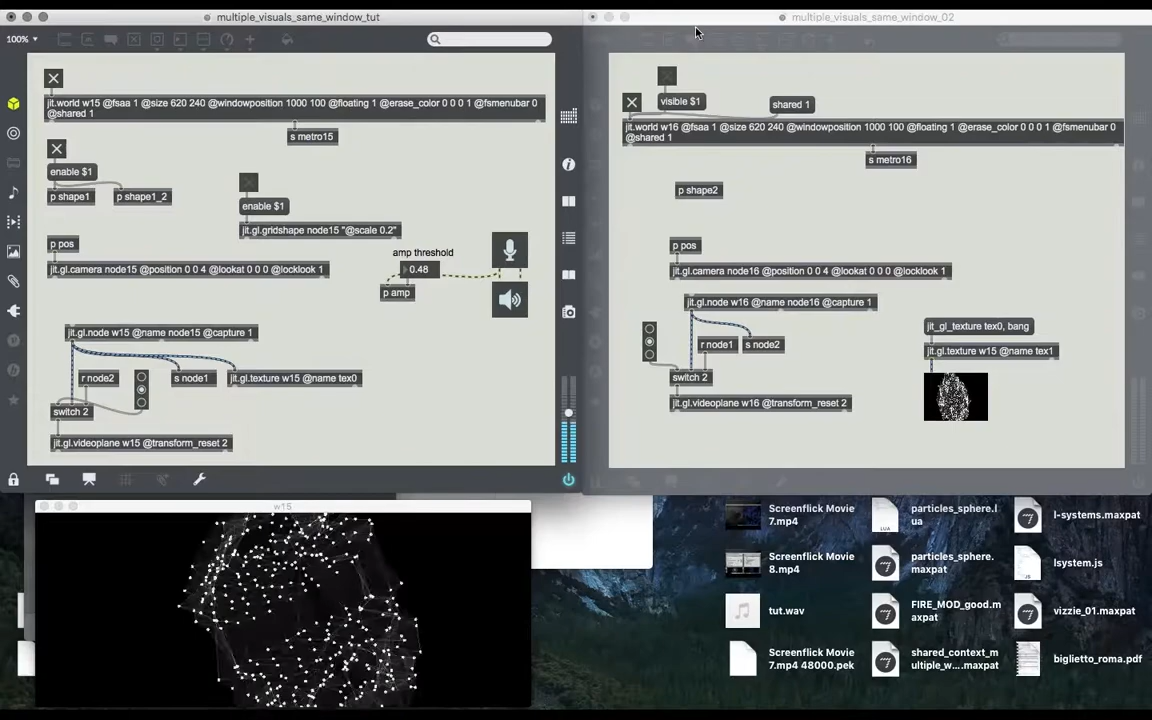 multiple_visuals_same_window_tut
100%
jit.world w15 @fsaa 1 @size 620 240 @windowposition 1000 100 @floating 1 @erase_color 0 0 0 1 @fsmenubar 0
@shared 1
s metro15
enable $1
p shape1
p shape1_2
enable $1
jit.gl.gridshape node15 "@scale 0.2"
p pos
amp threshold
0.48
jit.gl.camera node15 @position 0 0 4 @lookat 0 0 0 @locklook 1
p amp
jit.gl.node w15 @name node15 @capture 1
r node2
s node1
jit.gl.texture w15 @name tex0
switch 2
jit.gl.videoplane w15 @transform_reset 2
multiple_visuals_same_window_02
visible $1
shared 1
jit.world w16 @fsaa 1 @size 620 240 @windowposition 1000 100 @floating 1 @erase_color 0 0 0 1 @fsmenubar 0
@shared 1
s metro16
p shape2
p pos
jit.gl.camera node16 @position 0 0 4 @lookat 0 0 0 @locklook 1
jit.gl.node w16 @name node16 @capture 1
jit_gl_texture tex0, bang
r node1
s node2
jit.gl.texture w15 @name tex1
switch 2
jit.gl.videoplane w16 @transform_reset 2
w15
Screenflick Movie
7.mp4
LUA
particles_sphere.l
ua
l-systems.maxpat
Screenflick Movie
8.mp4
particles_sphere.
maxpat
JS
lsystem.js
tut.wav
FIRE_MOD_good.m
axpat
vizzie_01.maxpat
Screenflick Movie
7.mp4 48000.pek
shared_context_m
ultiple_w....maxpat
biglietto_roma.pdf